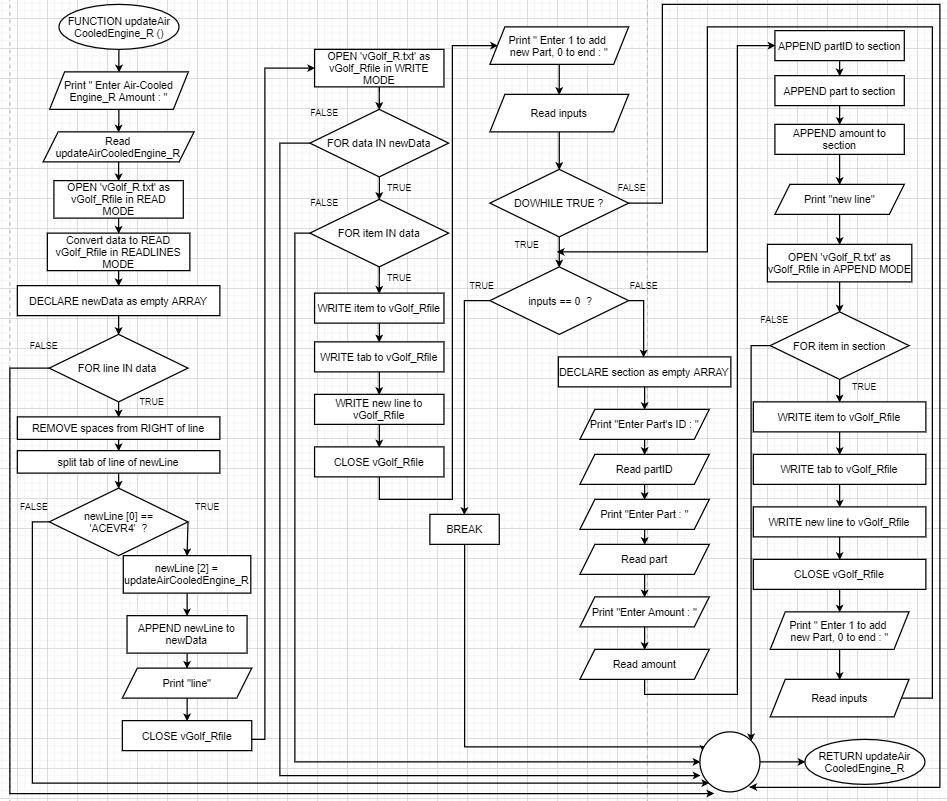 FUNCTION updateAir
CooledEngine_R ()
Print " Enter Air-Cooled
Engine_R Amount : "
Read
updateAirCooledEngine_R
OPEN 'vGolf_R.txt' as
vGolf_Rfile in READ
MODE
Convert data to READ
vGolf_Rfile in READLINES
MODE
DECLARE newData as empty ARRAY
FALSE
FOR line IN data
TRUE
REMOVE spaces from RIGHT of line
split tab of line of newLine
FALSE
newLine [0] ==
'ACEVR4' ?
TRUE
newLine [2] =
updateAirCooledEngine_R
APPEND newLine to
newData
Print "line"
CLOSE vGolf_Rfile
OPEN 'vGolf_R.txt' as
vGolf_Rfile in WRITE
MODE
FALSE
FOR data IN newData
TRUE
FALSE
FOR item IN data
TRUE
WRITE item to vGolf_Rfile
WRITE tab to vGolf_Rfile
WRITE new line to
vGolf_Rfile
CLOSE vGolf_Rfile
Print " Enter 1 to add
new Part, 0 to end : "
Read inputs
DOWHILE TRUE ?
FALSE
TRUE
TRUE
inputs == 0 ?
FALSE
BREAK
DECLARE section as empty ARRAY
Print "Enter Part's ID : "
Read partID
Print "Enter Part : "
Read part
Print "Enter Amount : "
Read amount
APPEND partID to section
APPEND part to section
APPEND amount to
section
Print "new line"
OPEN 'vGolf_R.txt' as
vGolf_Rfile in APPEND MODE
FALSE
FOR item in section
TRUE
WRITE item to vGolf_Rfile
WRITE tab to vGolf_Rfile
WRITE new line to vGolf_Rfile
CLOSE vGolf_Rfile
Print " Enter 1 to add
new Part, 0 to end : "
Read inputs
RETURN updateAir
CooledEngine_R